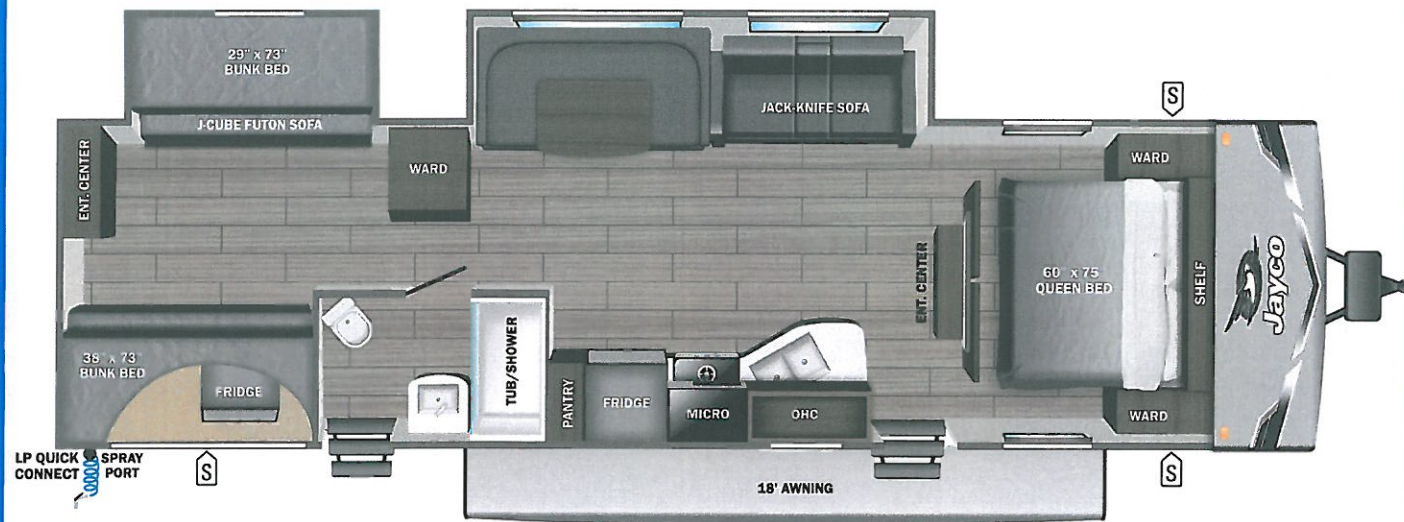 29" x 73"
BUNK BED
J-CUBE FUTON SOFA
JACK-KNIFE SOFA
S
ENT. CENTER
WARD
WARD
ENT. CENTER
60" x 75
QUEEN BED
SHELF
Jayco
38" x 73"
BUNK BED
FRIDGE
TUB/SHOWER
PANTRY
FRIDGE
MICRO
OHC
WARD
LP QUICK
CONNECT
SPRAY
PORT
S
S
18' AWNING